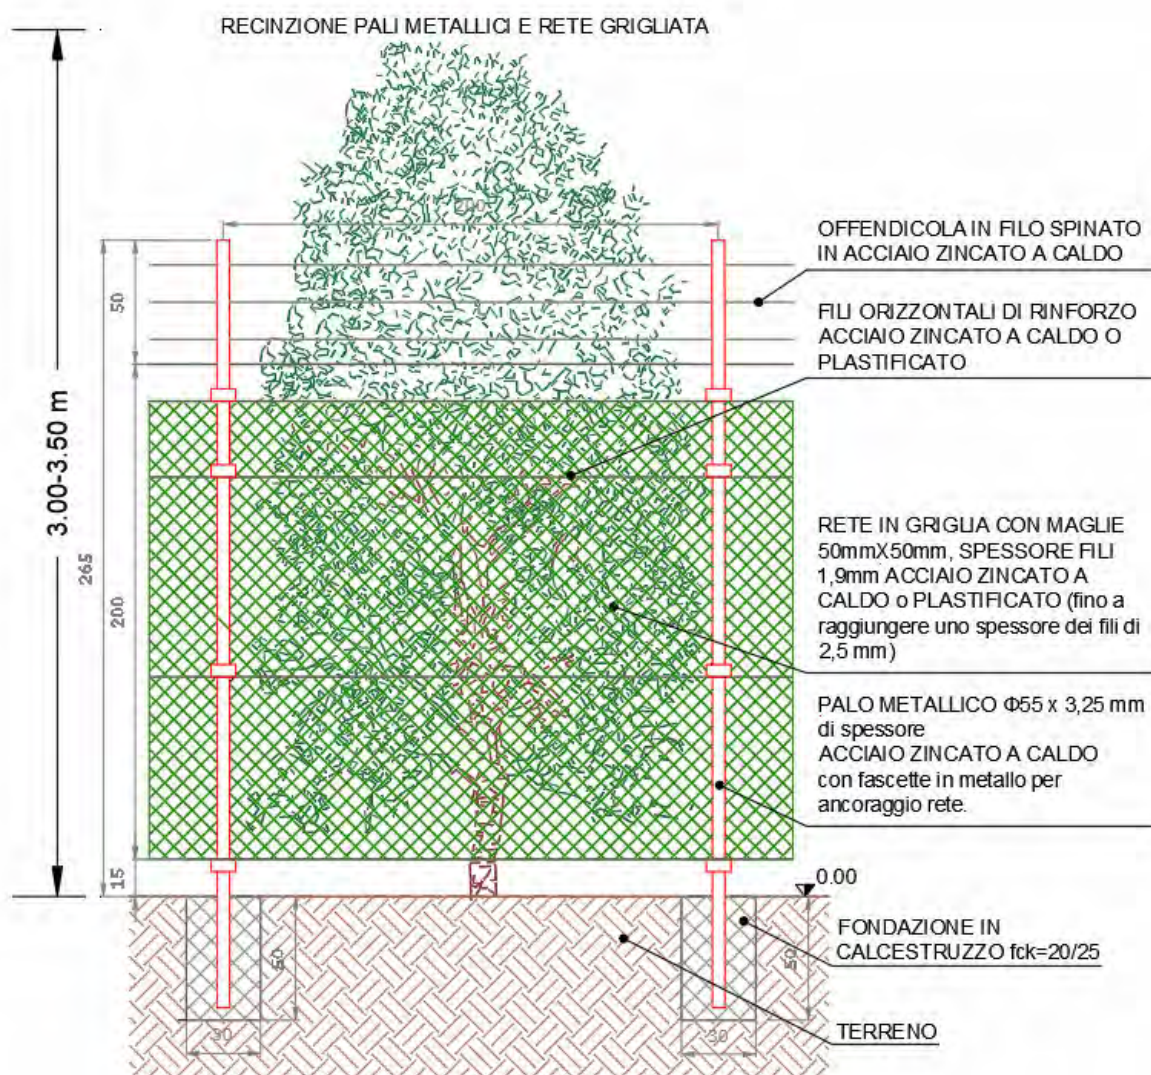 RECINZIONE PALI METALLICI E RETE GRIGLIATA
3.00-3.50 m
200
OFFENDICOLA IN FILO SPINATO
IN ACCIAIO ZINCATO A CALDO
50
FILI ORIZZONTALI DI RINFORZO
ACCIAIO ZINCATO A CALDO O
PLASTIFICATO
265
200
RETE IN GRIGLIA CON MAGLIE
50mmX50mm, SPESSORE FILI
1,9mm ACCIAIO ZINCATO A
CALDO o PLASTIFICATO (fino a
raggiungere uno spessore dei fili di
2,5 mm)
PALO METALLICO Φ55 x 3,25 mm
di spessore
ACCIAIO ZINCATO A CALDO
con fascette in metallo per
ancoraggio rete.
15
0.00
FONDAZIONE IN
CALCESTRUZZO fck=20/25
50
50
30
30
TERRENO